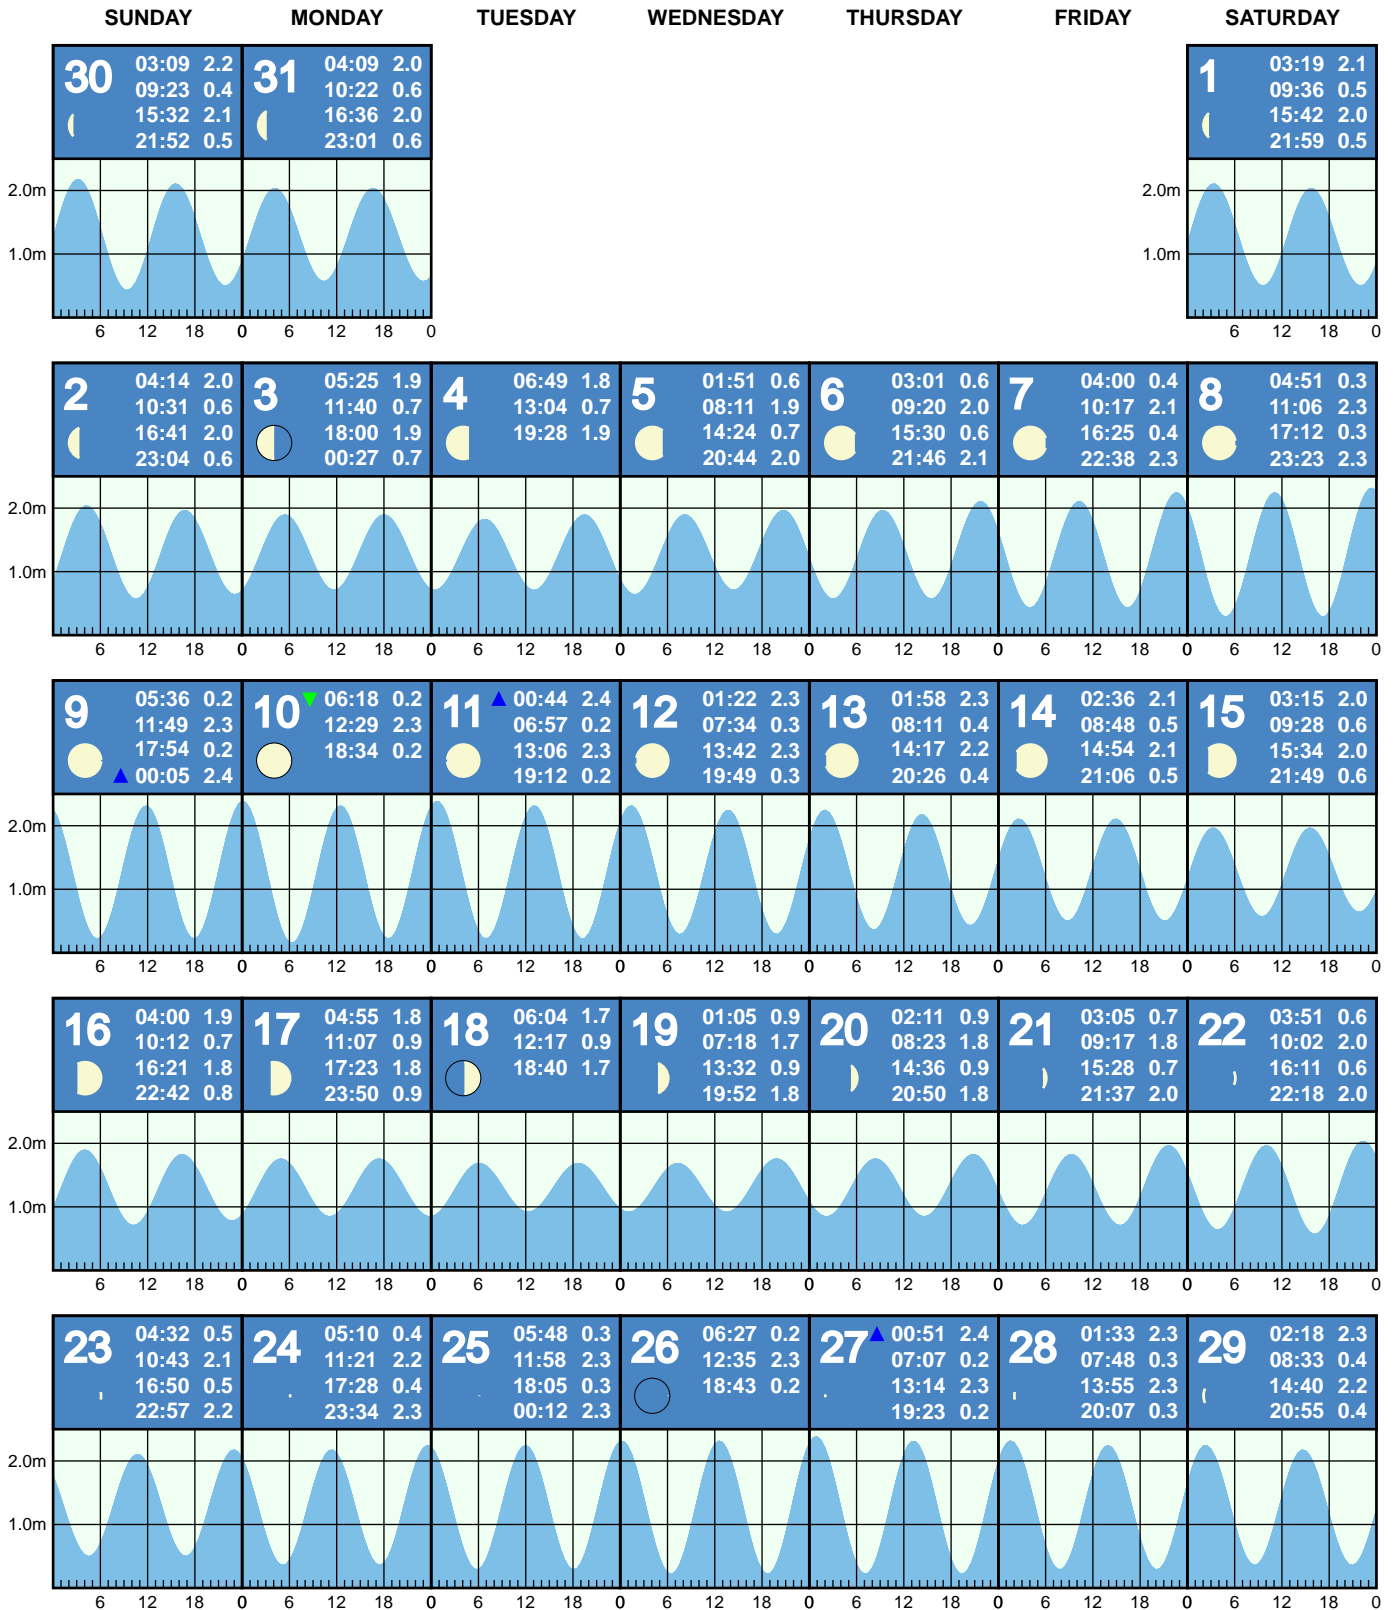 SUNDAY MONDAY TUESDAY WEDNESDAY THURSDAY FRIDAY SATURDAY
30 03:09 2.2
09:23 0.4
15:32 2.1
21:52 0.5
31 04:09 2.0
10:22 0.6
16:36 2.0
23:01 0.6
1 03:19 2.1
09:36 0.5
15:42 2.0
21:59 0.5
2.0m 2.0m
1.0m 1.0m
6 12 18 0 6 12 18 0 6 12 18 0
2 04:14 2.0
10:31 0.6
16:41 2.0
23:04 0.6
3 05:25 1.9
11:40 0.7
18:00 1.9
00:27 0.7
4 06:49 1.8
13:04 0.7
19:28 1.9
5 01:51 0.6
08:11 1.9
14:24 0.7
20:44 2.0
6 03:01 0.6
09:20 2.0
15:30 0.6
21:46 2.1
7 04:00 0.4
10:17 2.1
16:25 0.4
22:38 2.3
8 04:51 0.3
11:06 2.3
17:12 0.3
23:23 2.3
2.0m
1.0m
6 12 18 0 6 12 18 0 6 12 18 0 6 12 18 0 6 12 18 0 6 12 18 0 6 12 18 0
9 05:36 0.2
11:49 2.3
17:54 0.2
00:05 2.4
10 06:18 0.2
12:29 2.3
18:34 0.2
11 00:44 2.4
06:57 0.2
13:06 2.3
19:12 0.2
12 01:22 2.3
07:34 0.3
13:42 2.3
19:49 0.3
13 01:58 2.3
08:11 0.4
14:17 2.2
20:26 0.4
14 02:36 2.1
08:48 0.5
14:54 2.1
21:06 0.5
15 03:15 2.0
09:28 0.6
15:34 2.0
21:49 0.6
2.0m
1.0m
6 12 18 0 6 12 18 0 6 12 18 0 6 12 18 0 6 12 18 0 6 12 18 0 6 12 18 0
16 04:00 1.9
10:12 0.7
16:21 1.8
22:42 0.8
17 04:55 1.8
11:07 0.9
17:23 1.8
23:50 0.9
18 06:04 1.7
12:17 0.9
18:40 1.7
19 01:05 0.9
07:18 1.7
13:32 0.9
19:52 1.8
20 02:11 0.9
08:23 1.8
14:36 0.9
20:50 1.8
21 03:05 0.7
09:17 1.8
15:28 0.7
21:37 2.0
22 03:51 0.6
10:02 2.0
16:11 0.6
22:18 2.0
2.0m
1.0m
6 12 18 0 6 12 18 0 6 12 18 0 6 12 18 0 6 12 18 0 6 12 18 0 6 12 18 0
23 04:32 0.5
10:43 2.1
16:50 0.5
22:57 2.2
24 05:10 0.4
11:21 2.2
17:28 0.4
23:34 2.3
25 05:48 0.3
11:58 2.3
18:05 0.3
00:12 2.3
26 06:27 0.2
12:35 2.3
18:43 0.2
27 00:51 2.4
07:07 0.2
13:14 2.3
19:23 0.2
28 01:33 2.3
07:48 0.3
13:55 2.3
20:07 0.3
29 02:18 2.3
08:33 0.4
14:40 2.2
20:55 0.4
2.0m
1.0m
6 12 18 0 6 12 18 0 6 12 18 0 6 12 18 0 6 12 18 0 6 12 18 0 6 12 18 0